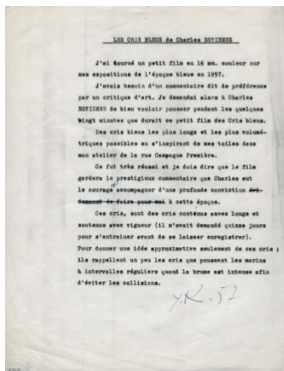 LES CRIS BLEUS de Charles ESTIENNE
J'ai tourné un petit film en 16 mm. couleur sur
mes expositions de l'époque bleue en 1957.
J'avais besoin d'un commentaire dit de préférence
par un critique d'art. Je demandai alors à Charles
ESTIENNE de bien vouloir pousser pendant les quelques
vingt minutes que durait ce petit film des Cris bleus.
Des cris bleus les plus longs et les plus volumé-
triques possibles en s'inspirant de mes toiles dans
mon atelier de la rue Campagne Première.
Ce fut très réussi et je dois dire que le film
gardera le prestigieux commentaire que Charles eut
le courage d'accompagner d'une profonde conviction
à cette époque.
Ces cris, sont des cris contenus assez longs et
soutenus avec vigueur (il m'avait demandé quinze jours
pour s'entrainer avant de se laisser enregistrer).
Pour donner une idée approximative seulement de ces cris ;
ils rappellent un peu les cris que poussent les marins
à intervalles réguliers quand la brume est intense afin
d'éviter les collisions.
Y.K. 57